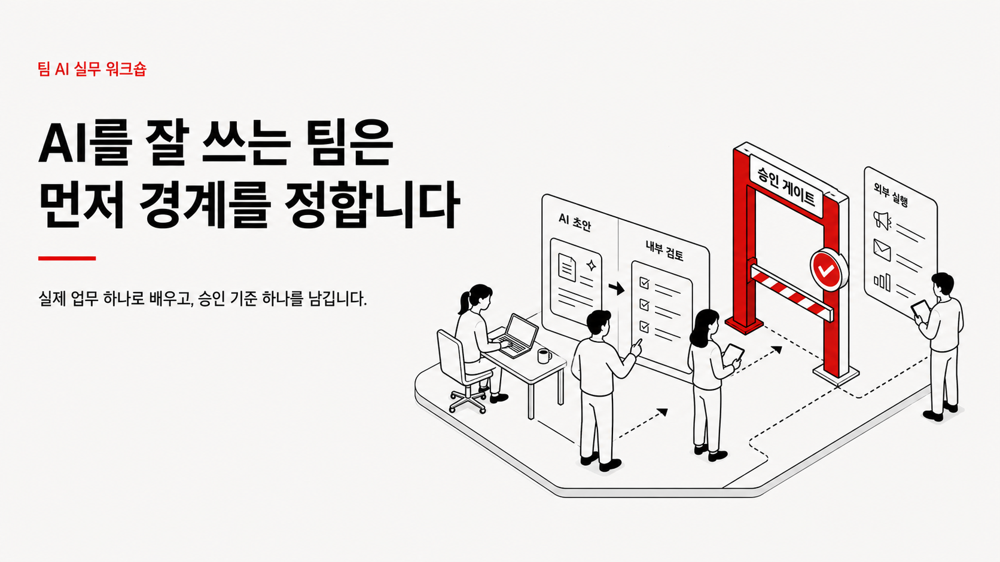 팀 AI 실무 워크숍
AI를 잘 쓰는 팀은
먼저 경계를 정합니다
실제 업무 하나로 배우고, 승인 기준 하나를 남깁니다.
AI 초안
내부 검토
승인 게이트
외부 실행